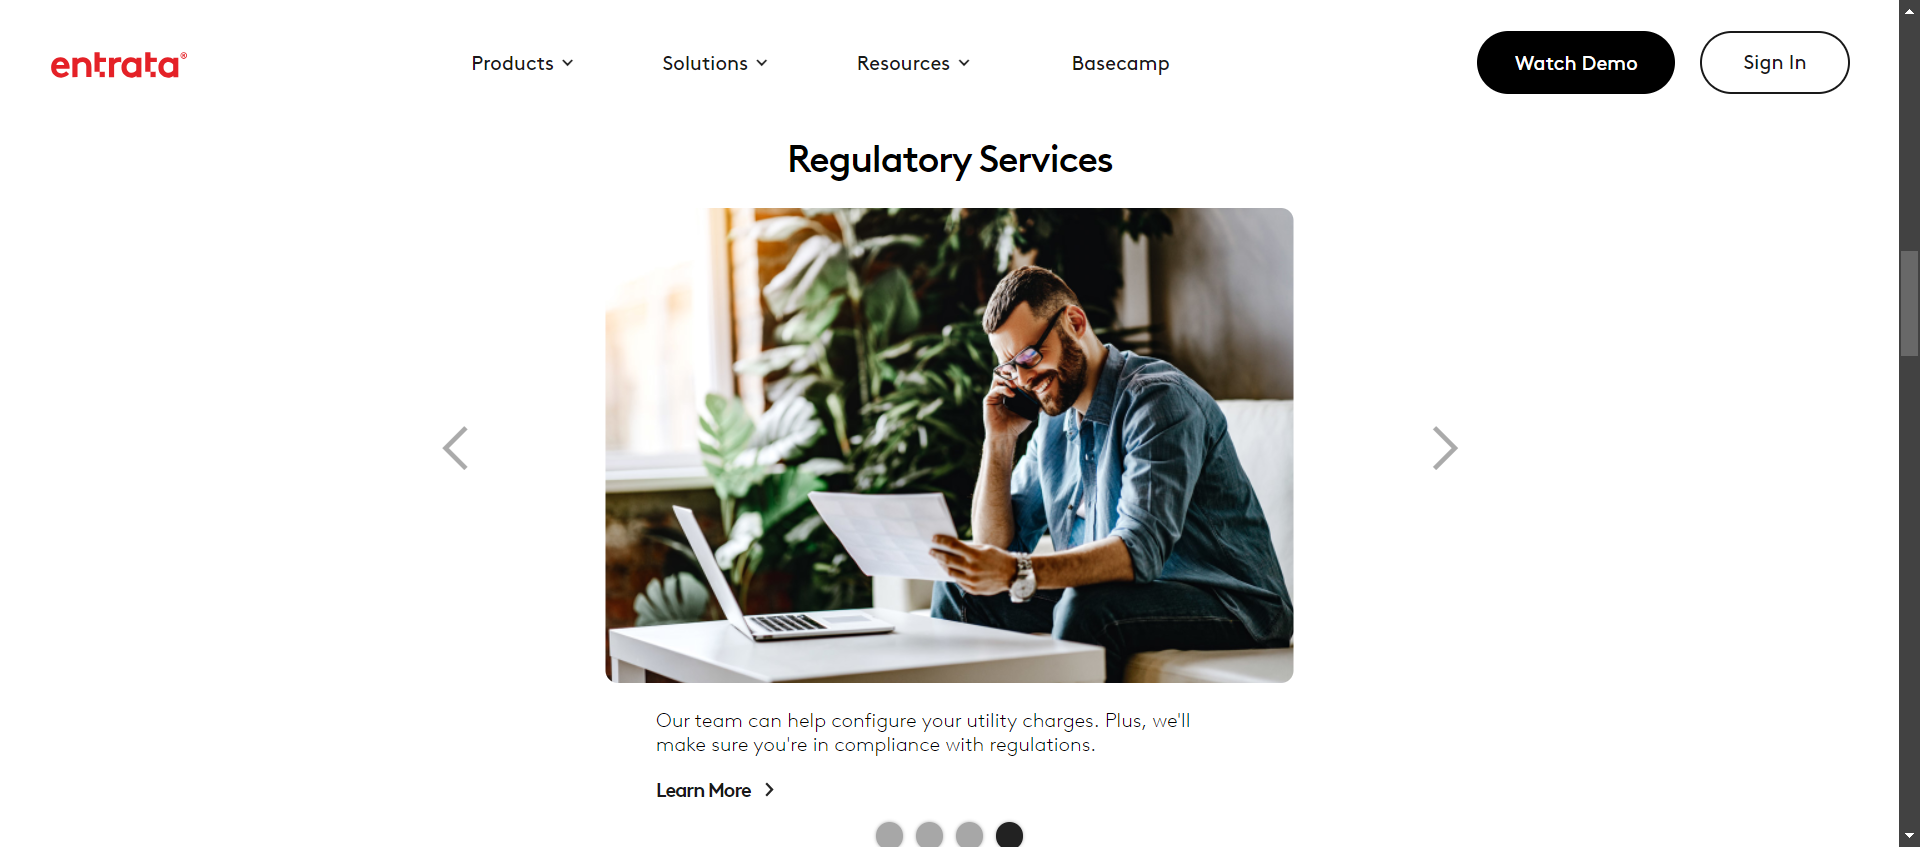 entrata®
Products
Solutions
Resources
Basecamp
Watch Demo
Sign In
Regulatory Services
Our team can help configure your utility charges. Plus, we'll
make sure you're in compliance with regulations.
Learn More